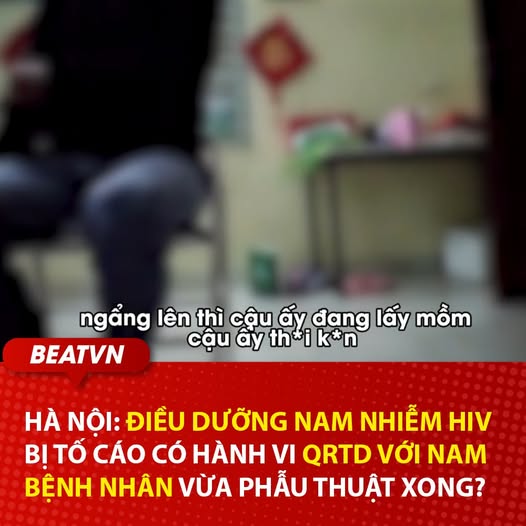 ngẩng lên thì cậu ấy đang lấy mồm
cậu ấy th*i k*n
BEATVN
HÀ NỘI: ĐIỀU DƯỠNG NAM NHIỄM HIV
BỊ TỐ CÁO CÓ HÀNH VI QRTD VỚI NAM
BỆNH NHÂN VỪA PHẪU THUẬT XONG?